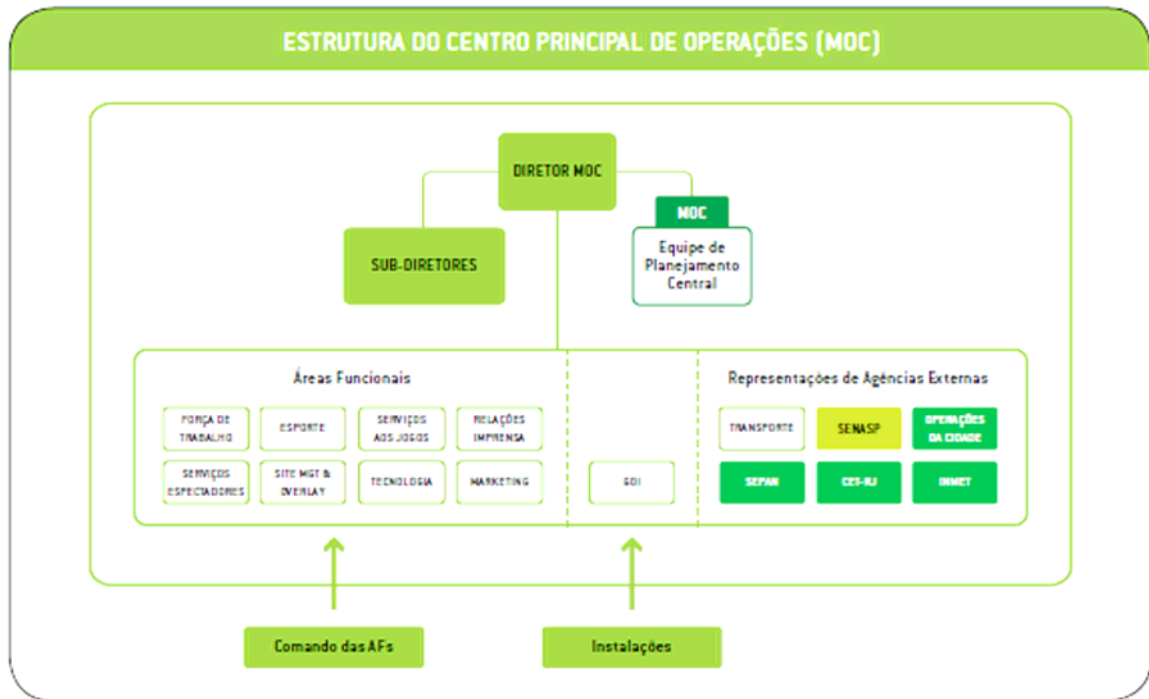 ESTRUTURA DO CENTRO PRINCIPAL DE OPERAÇÕES (MOC)
DIRETOR MOC
SUB-DIRETORES
MOC
Equipe de
Planejamento
Central
Áreas Funcionais
FORÇA DE
TRABALHO
ESPORTE
SERVIÇOS
AOS JOGOS
RELAÇÕES
IMPRENSA
SERVIÇOS
ESPECTADORES
SITE MGT &
OVERLAY
TECNOLOGIA
MARKETING
GOI
Representações de Agências Externas
TRANSPORTE
SENASP
OPERAÇÕES
DA CIDADE
SEPAN
CET-RJ
INMET
Comando das AFs
Instalações